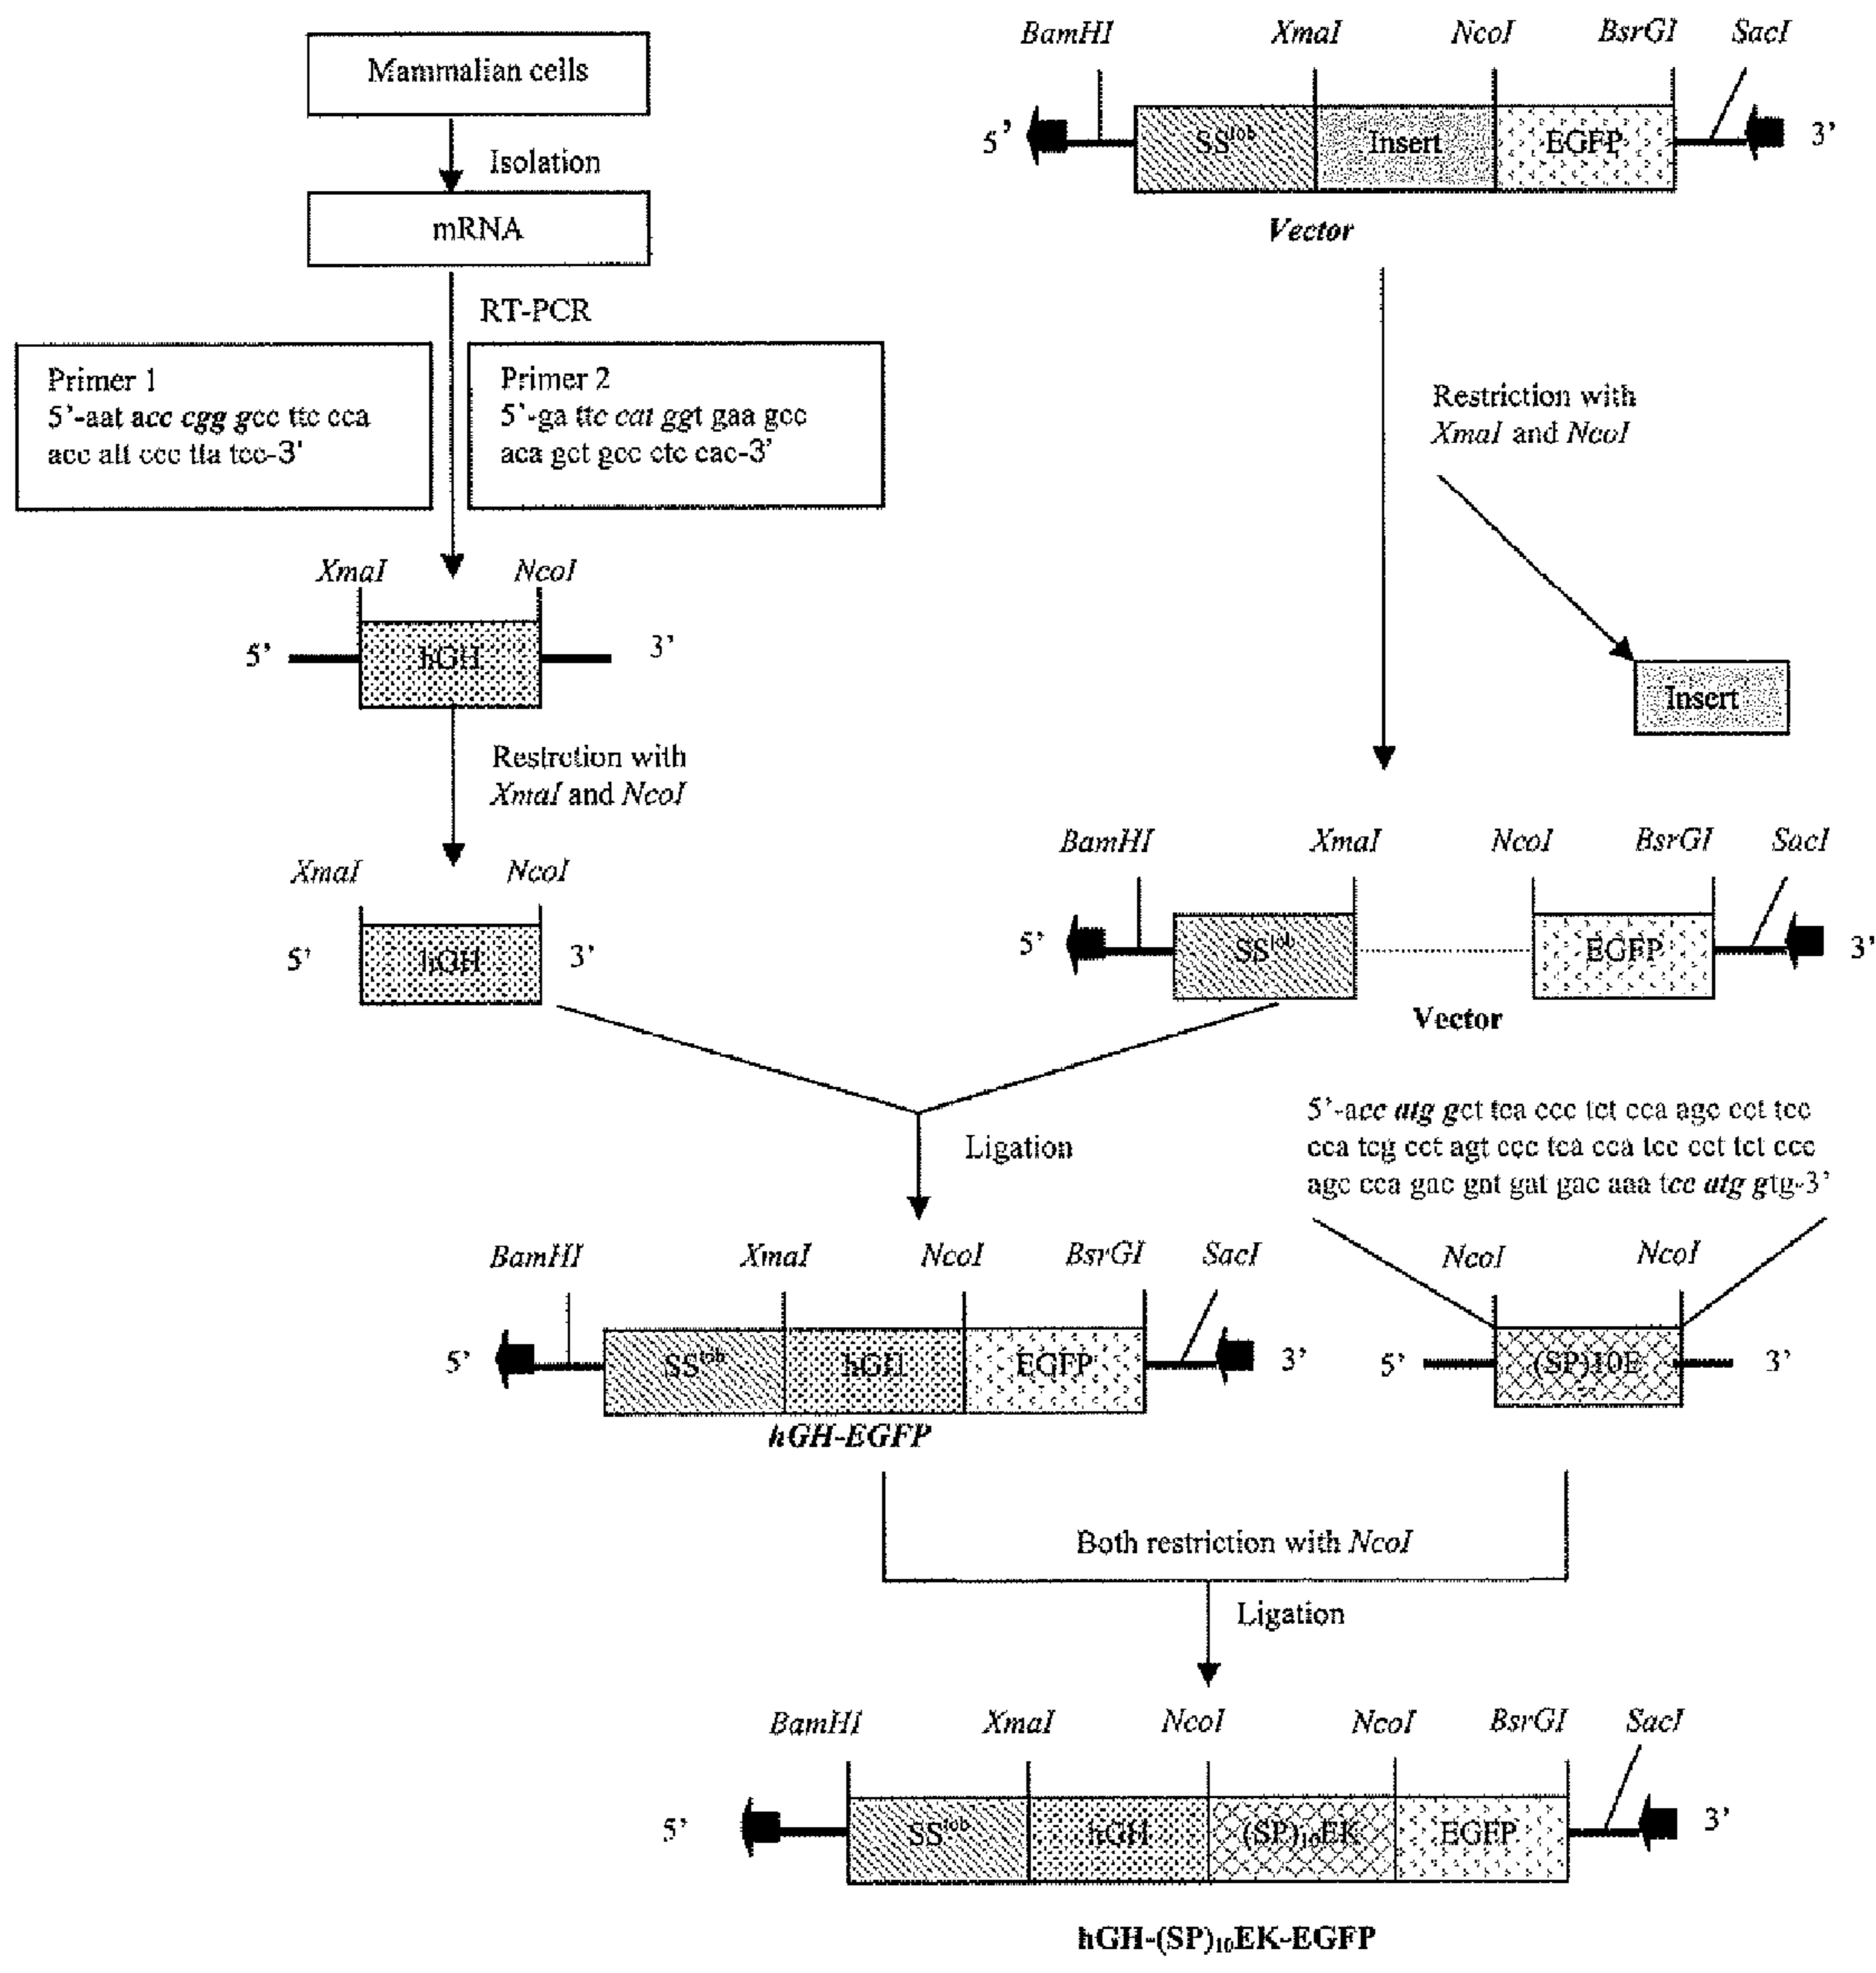 Mammalian cells
Isolation
mRNA
RT-PCR
Primer 1
5’-aat acc cgg gcc ttc cca
acc att ccc tta tcc-3’
Primer 2
5’-ga ttc cat ggt gaa gcc
aca gct gcc ctc cac-3’
XmaI NcoI
5’ hGH 3’
Restrction with
XmaI and NcoI
XmaI NcoI
5’ hGH 3’
BamHI XmaI NcoI BsrGI SacI
5’ SStob Insert EGFP 3’
Vector
Restriction with
XmaI and NcoI
Insert
BamHI XmaI NcoI BsrGI SacI
5’ SStob EGFP 3’
Vector
Ligation
5’-acc atg gct tca ccc tct cca agc cct tcc
cca tcg cct agt ccc tca cca tcc cct tct ccc
agc cca gac gat gat gac aaa tcc atg gtg-3’
BamHI XmaI NcoI BsrGI SacI
5’ SStob hGH EGFP 3’
hGH-EGFP
NcoI NcoI
5’ (SP)10E 3’
Both restriction with NcoI
Ligation
BamHI XmaI NcoI NcoI BsrGI SacI
5’ SStob hGH (SP)10EK EGFP 3’
hGH-(SP)10EK-EGFP